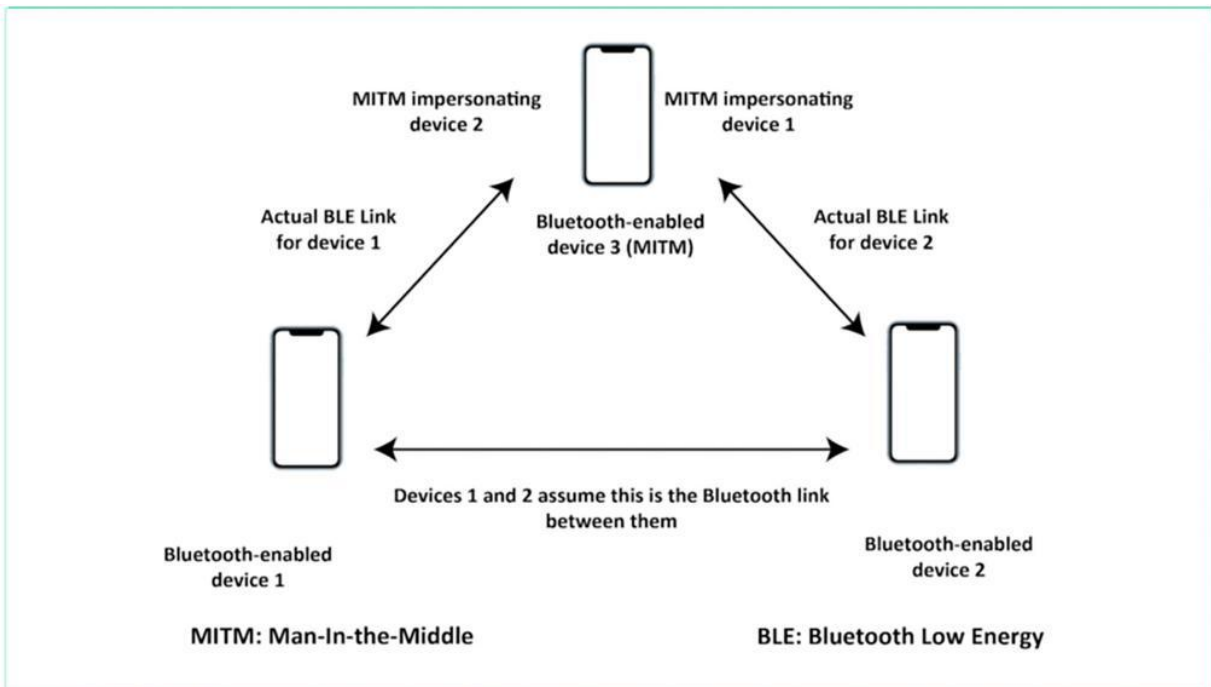 MITM impersonating
device 2
MITM impersonating
device 1
Actual BLE Link
for device 1
Bluetooth-enabled
device 3 (MITM)
Actual BLE Link
for device 2
Devices 1 and 2 assume this is the Bluetooth link
between them
Bluetooth-enabled
device 1
Bluetooth-enabled
device 2
MITM: Man-In-the-Middle
BLE: Bluetooth Low Energy